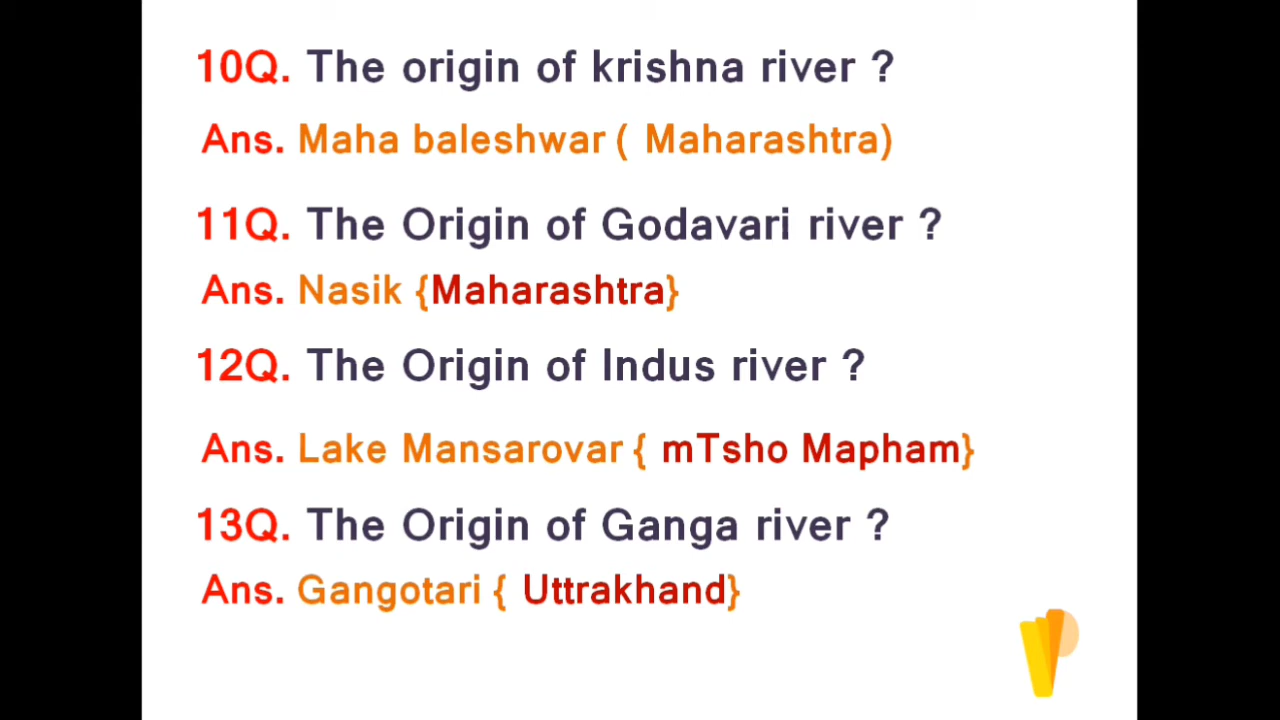 10Q. The origin of krishna river ?
Ans. Maha baleshwar ( Maharashtra)
11Q. The Origin of Godavari river ?
Ans. Nasik {Maharashtra}
12Q. The Origin of Indus river ?
Ans. Lake Mansarovar { mTsho Mapham}
13Q. The Origin of Ganga river ?
Ans. Gangotari { Uttrakhand}